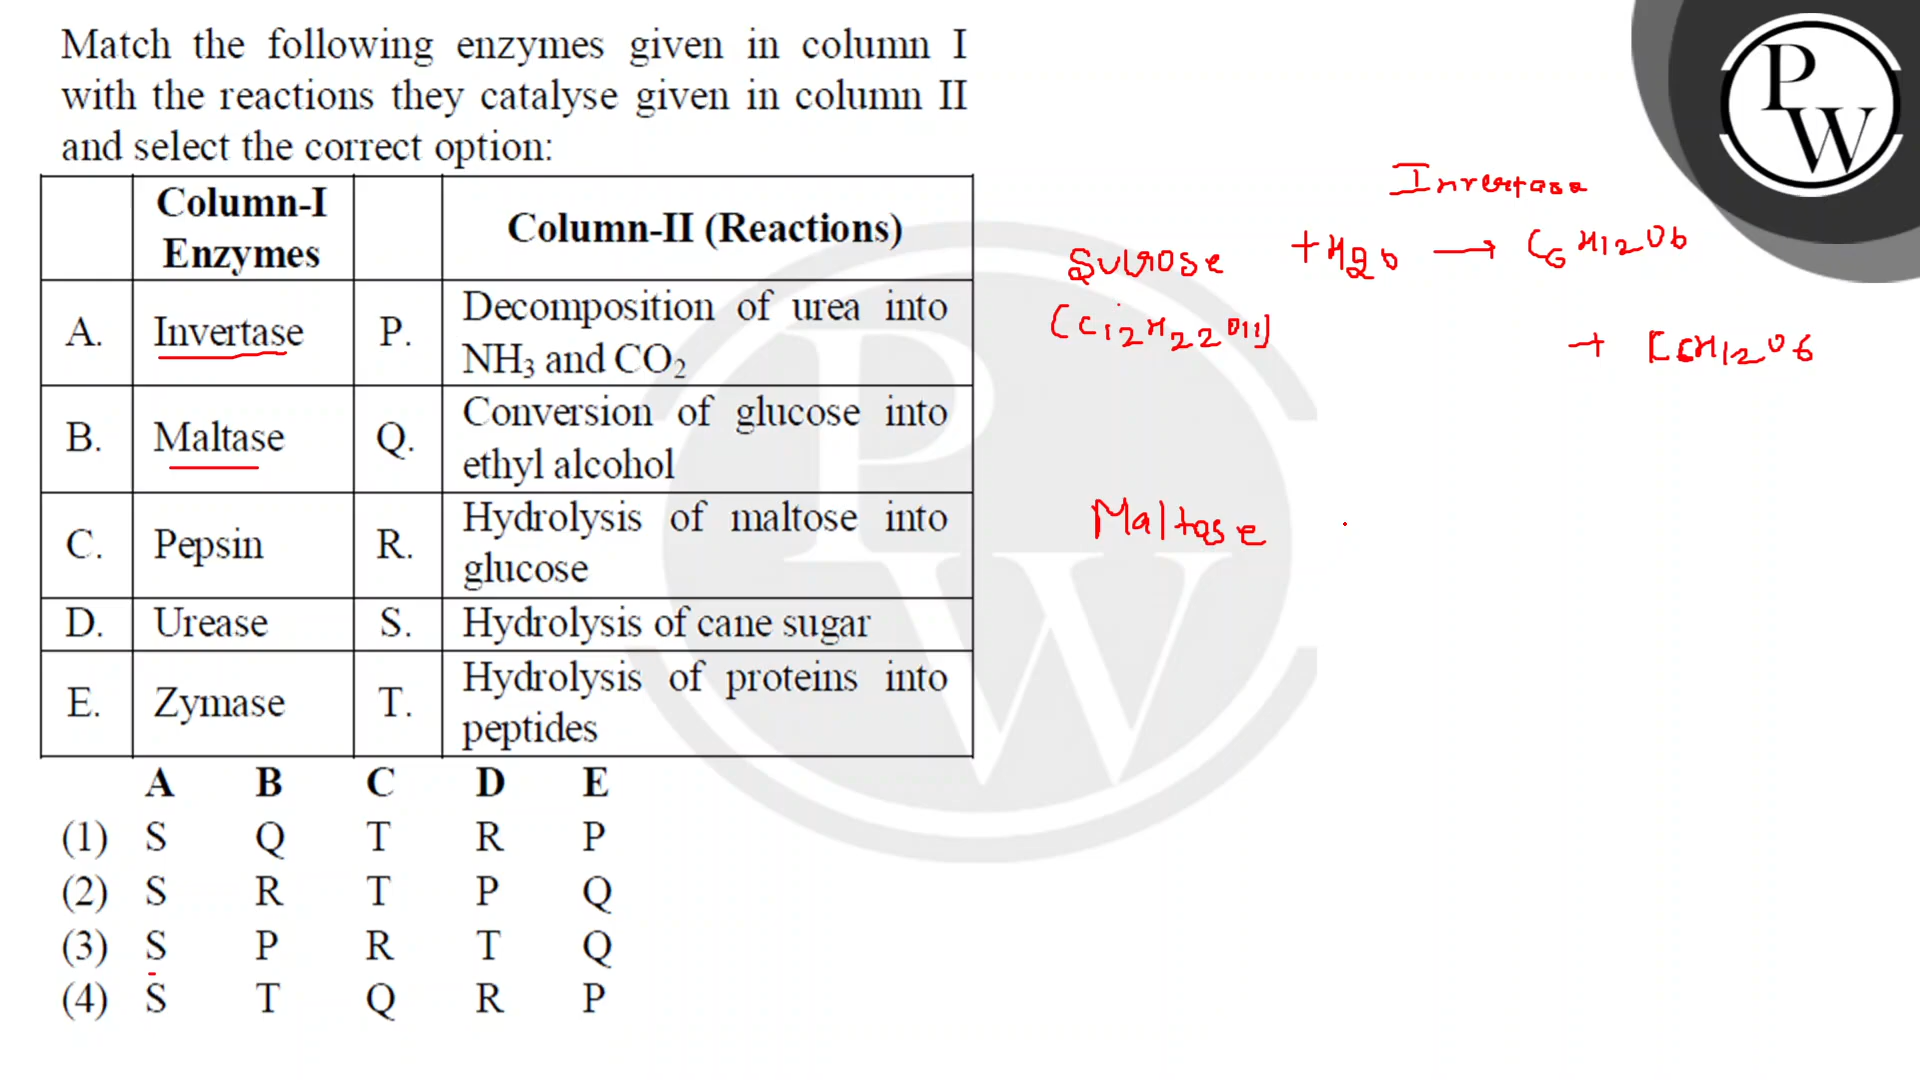 Match the following enzymes given in column I
with the reactions they catalyse given in column II
and select the correct option:
Column-I Enzymes Column-II (Reactions)
A. Invertase P. Decomposition of urea into NH₃ and CO₂
B. Maltase Q. Conversion of glucose into ethyl alcohol
C. Pepsin R. Hydrolysis of maltose into glucose
D. Urease S. Hydrolysis of cane sugar
E. Zymase T. Hydrolysis of proteins into peptides
A B C D E
(1) S Q T R P
(2) S R T P Q
(3) S P R T Q
(4) S T Q R P
PW
Invertase
Sucrose + H₂O → C₆H₁₂O₆
[C₁₂H₂₂O₁₁]
+ C₆H₁₂O₆
Maltase
PW